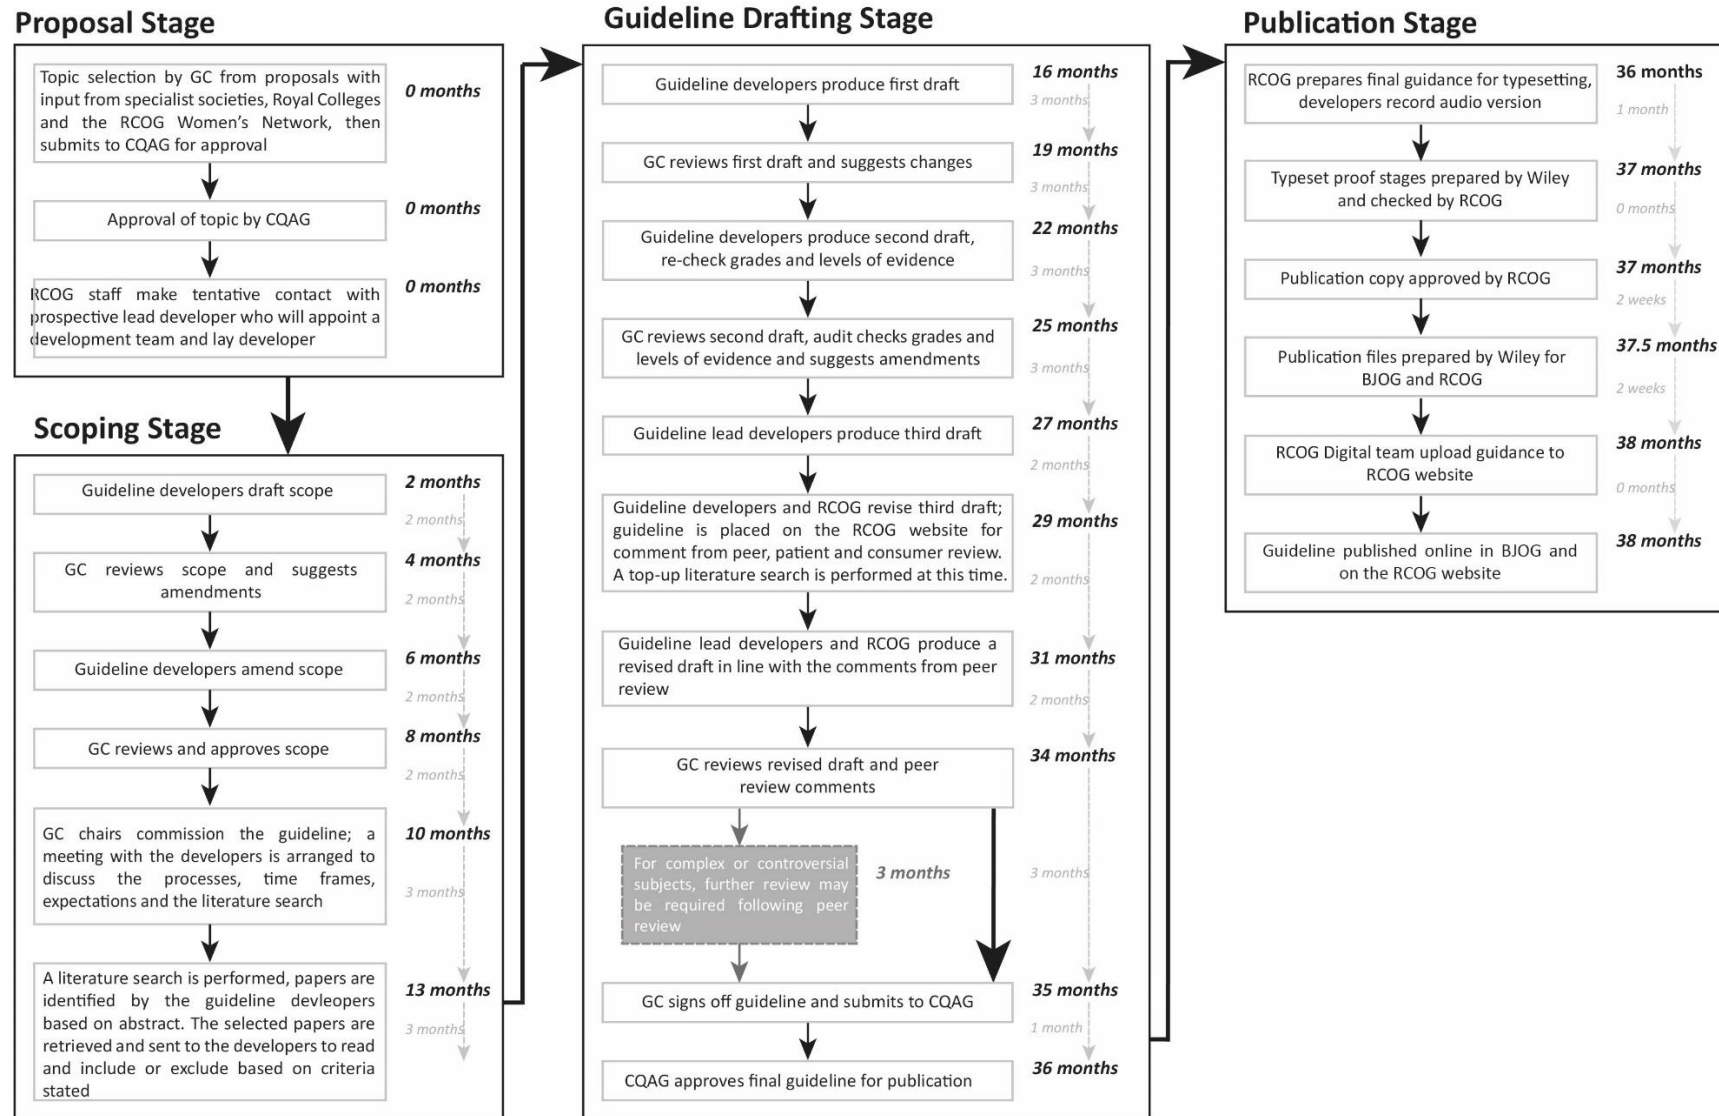 Proposal Stage
Topic selection by GC from proposals with
input from specialist societies, Royal Colleges
and the RCOG Women's Network, then
submits to CQAG for approval
0 months
Approval of topic by CQAG
0 months
RCOG staff make tentative contact with
prospective lead developer who will appoint a
development team and lay developer
0 months
Scoping Stage
Guideline developers draft scope
2 months
2 months
GC reviews scope and suggests
amendments
4 months
2 months
Guideline developers amend scope
6 months
2 months
GC reviews and approves scope
8 months
2 months
GC chairs commission the guideline; a
meeting with the developers is arranged to
discuss the processes, time frames,
expectations and the literature search
10 months
3 months
A literature search is performed, papers are
identified by the guideline devleopers
based on abstract. The selected papers are
retrieved and sent to the developers to read
and include or exclude based on criteria
stated
13 months
3 months
Guideline Drafting Stage
Guideline developers produce first draft
16 months
3 months
GC reviews first draft and suggests changes
19 months
3 months
Guideline developers produce second draft,
re-check grades and levels of evidence
22 months
3 months
GC reviews second draft, audit checks grades and
levels of evidence and suggests amendments
25 months
3 months
Guideline lead developers produce third draft
27 months
2 months
Guideline developers and RCOG revise third draft;
guideline is placed on the RCOG website for
comment from peer, patient and consumer review.
A top-up literature search is performed at this time.
29 months
2 months
Guideline lead developers and RCOG produce a
revised draft in line with the comments from peer
review
31 months
2 months
GC reviews revised draft and peer
review comments
34 months
For complex or controversial
subjects, further review may
be required following peer
review
3 months
3 months
GC signs off guideline and submits to CQAG
35 months
1 month
CQAG approves final guideline for publication
36 months
Publication Stage
RCOG prepares final guidance for typesetting,
developers record audio version
36 months
1 month
Typeset proof stages prepared by Wiley
and checked by RCOG
37 months
0 months
Publication copy approved by RCOG
37 months
2 weeks
Publication files prepared by Wiley for
BJOG and RCOG
37.5 months
2 weeks
RCOG Digital team upload guidance to
RCOG website
38 months
0 months
Guideline published online in BJOG and
on the RCOG website
38 months